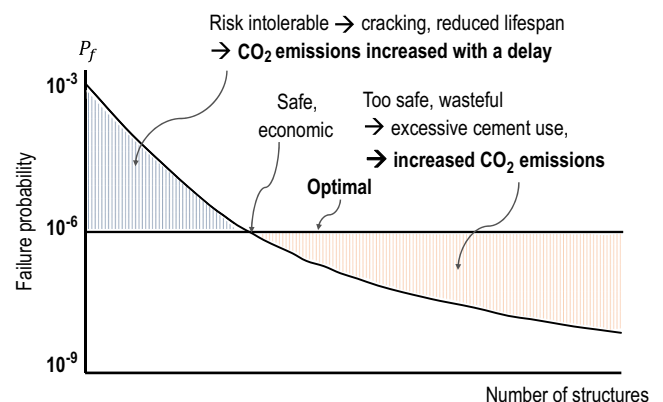 Risk intolerable → cracking, reduced lifespan
→ CO₂ emissions increased with a delay
P_f
10⁻³
Safe,
economic
Too safe, wasteful
→ excessive cement use,
→ increased CO₂ emissions
Optimal
10⁻⁶
Failure probability
10⁻⁹
Number of structures